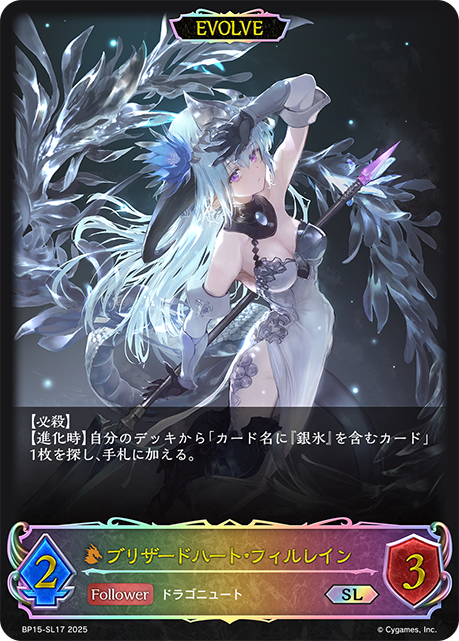 EVOLVE
【必殺】
【進化時】自分のデッキから「カード名に『銀氷』を含むカード」
1枚を探し、手札に加える。
ブリザードハート・フィルレイン
2
3
Follower ドラゴニュート SL
BP15-SL17 2025 © Cygames, Inc.